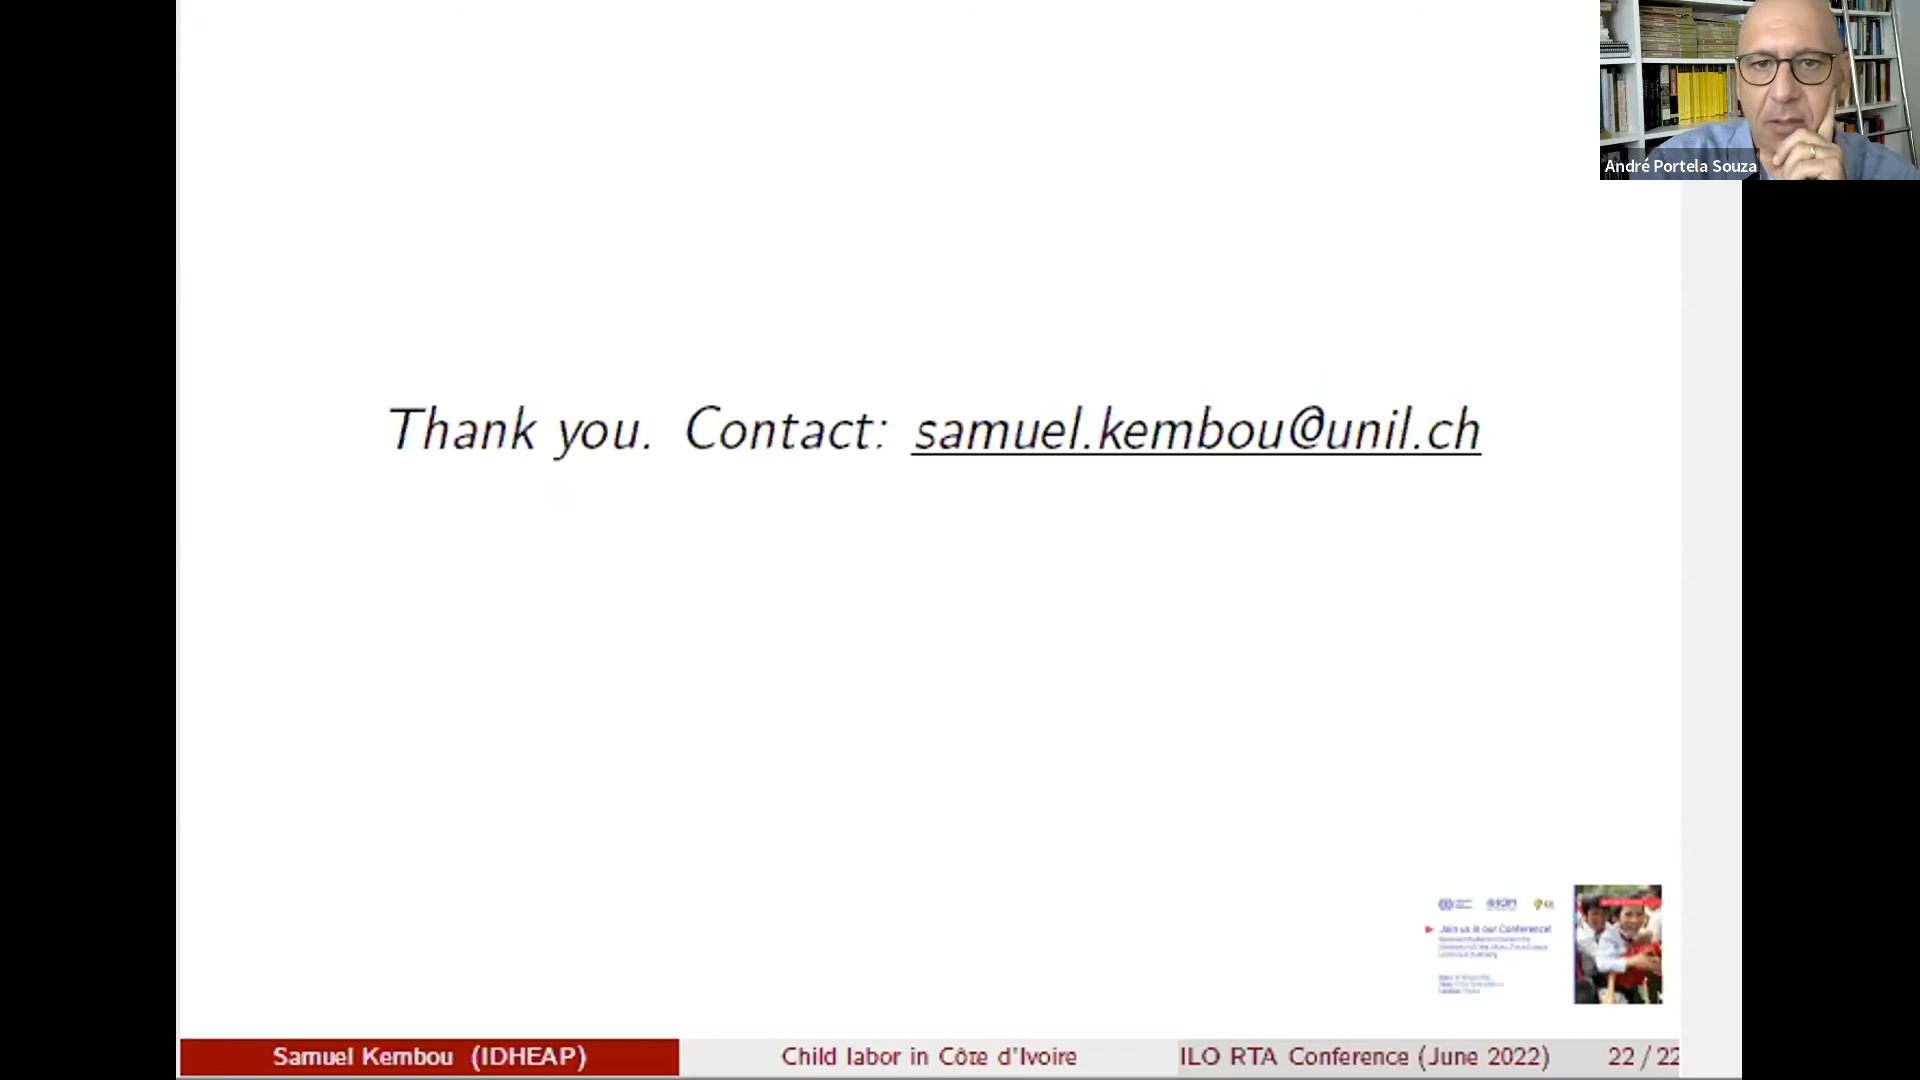 André Portela Souza
Thank you. Contact: samuel.kembou@unil.ch
Join us in our Conference!
Samuel Kembou (IDHEAP)
Child labor in Côte d'Ivoire
ILO RTA Conference (June 2022)
22 / 22